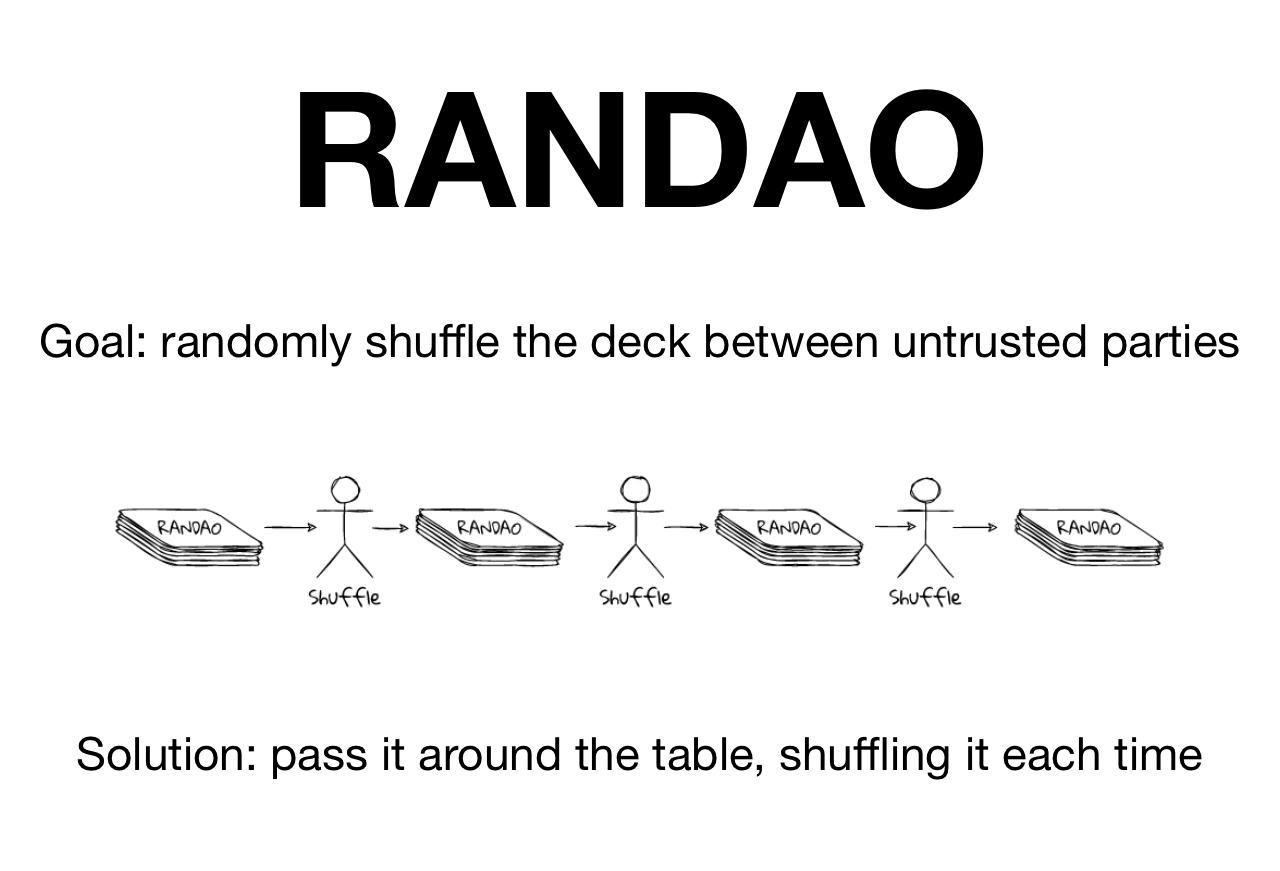 RANDAO
Goal: randomly shuffle the deck between untrusted parties
RANDAO
RANDAO
RANDAO
RANDAO
Shuffle
Shuffle
Shuffle
Solution: pass it around the table, shuffling it each time